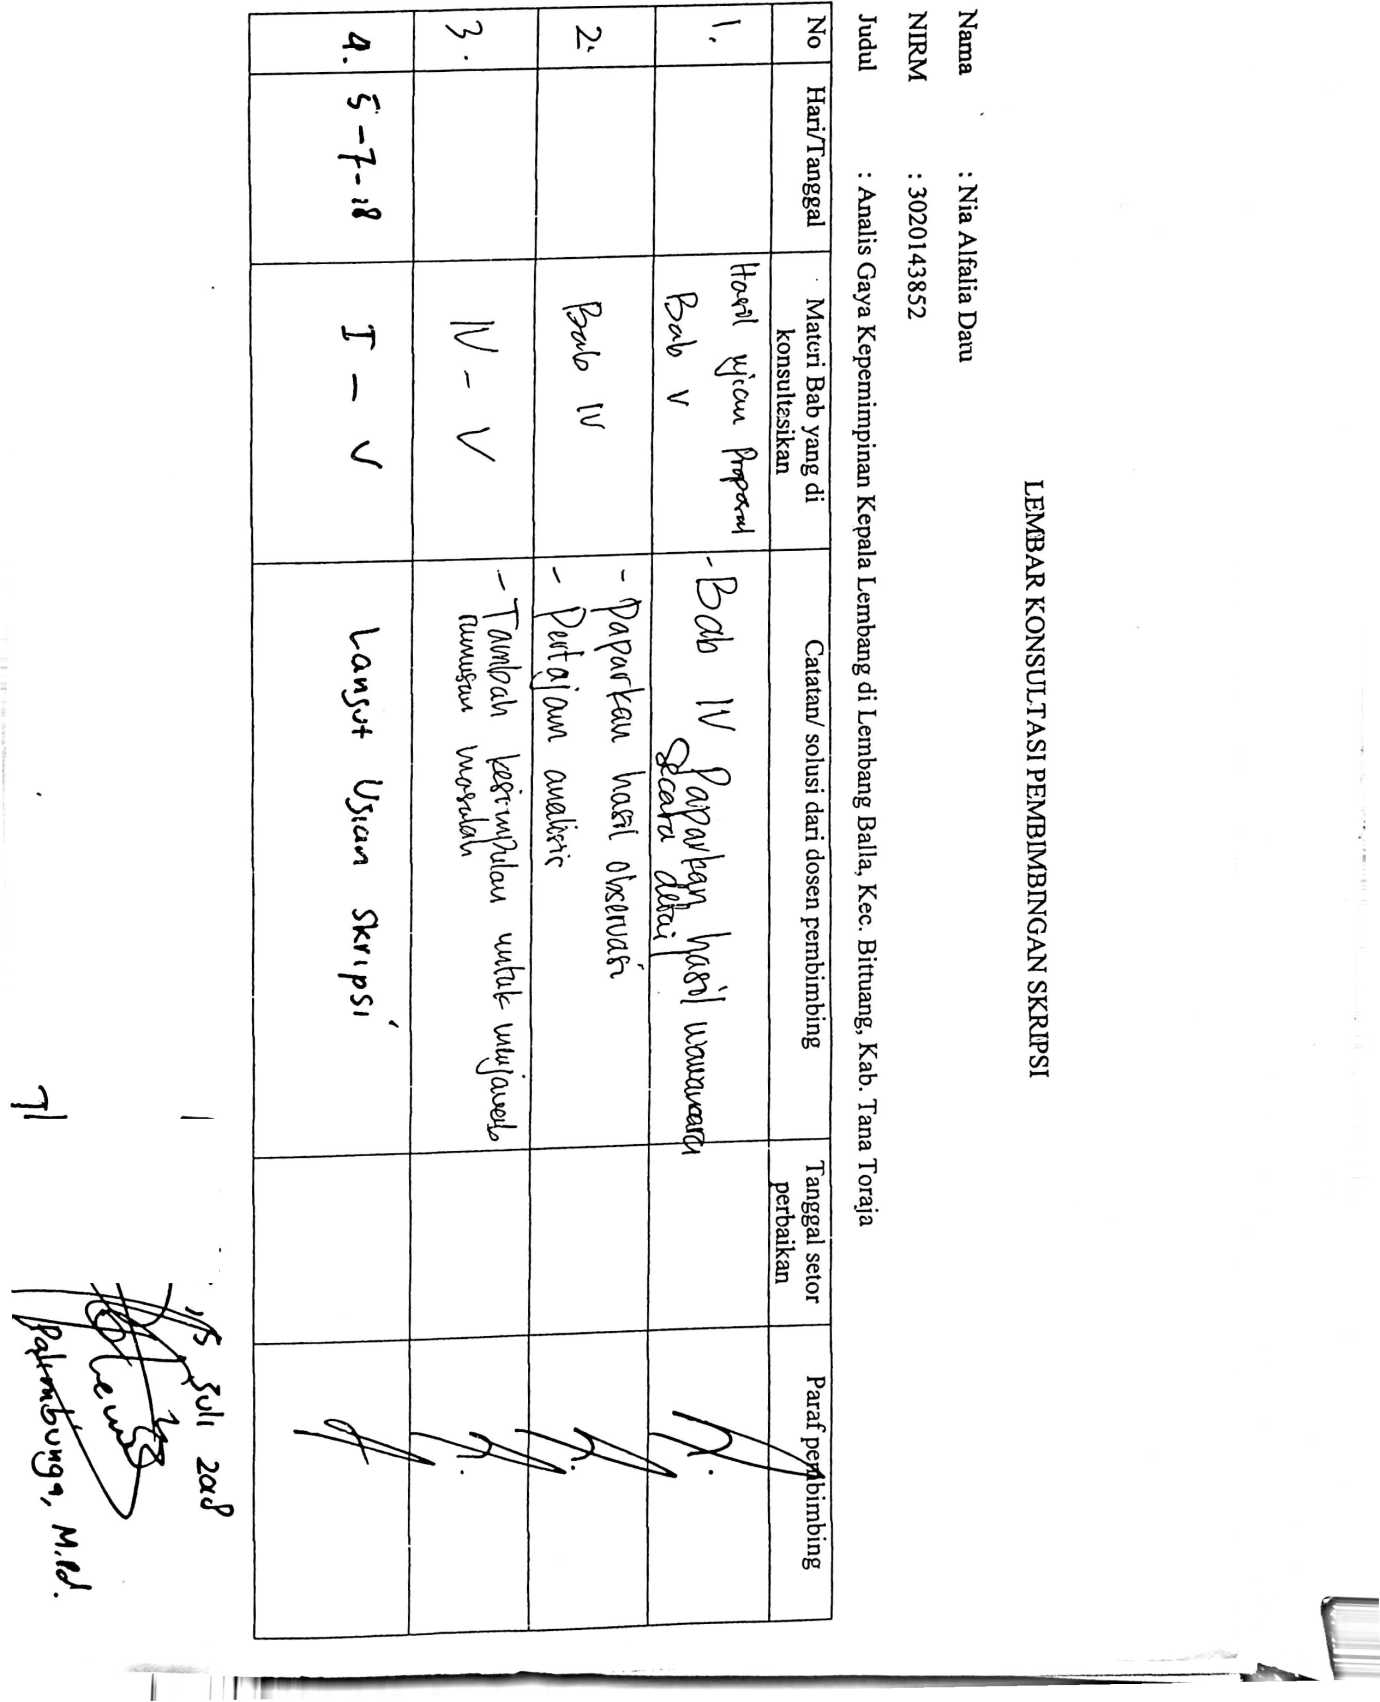 LEMBAR KONSULTASI PEMBIMBINGAN SKRIPSI
Nama : Nia Alfalia Daru
NIRM : 3020143852
Judul : Analis Gaya Kepemimpinan Kepala Lembang di Lembang Balla, Kec. Bittuang, Kab. Tana Toraja
No Hari/Tanggal Materi Bab yang di konsultasikan Catatan/ solusi dari dosen pembimbing Tanggal setor perbaikan Paraf pembimbing
1. Hasil ujian Proposal
Bab V
- Bab IV Paparkan hasil wawancara
secara detail
2. Bab IV
- Paparkan hasil observasi
- Pertajam analisis
3. IV - V
- Tambah kesimpulan untuk menjawab
rumusan masalah
4. 5-7-18 I - V Langsut Ujian Skripsi
Juli 2018
M.Pd.